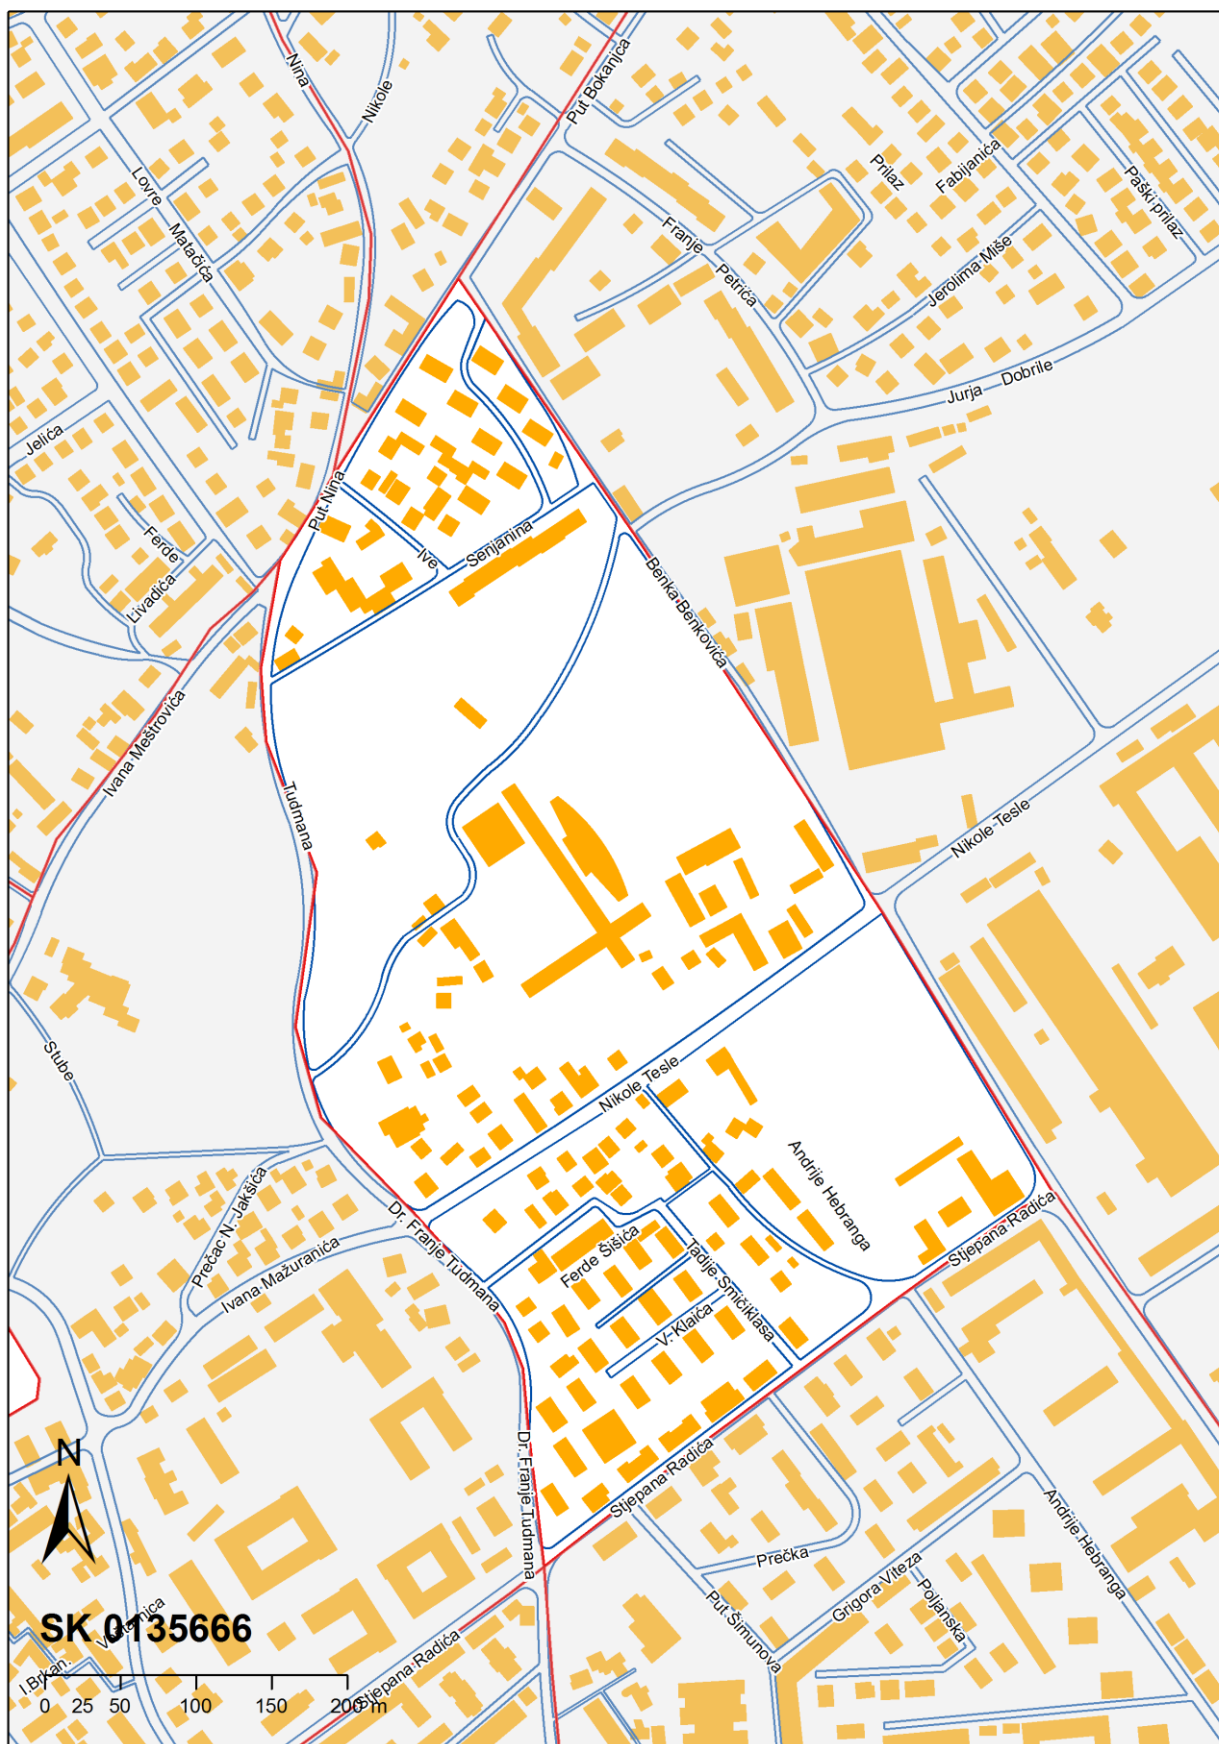 Nina
Nikole
Put Bokanjca
Lovre
Matačića
Prilaz
Fabijanića
Paški prilaz
Franje
Petrića
Jerolima Miše
Jurja
Dobrile
Jelića
Put Nina
Ferde
Livadića
Ive
Senjanina
Benka Benkovića
Ivana Meštrovića
Tuđmana
Nikole Tesle
Stube
Nikole Tesle
Andrije Hebranga
Prečac N. Jakšića
Ivana Mažuranića
Dr. Franje Tuđmana
Ferde Šišića
Tadije Smičiklasa
V. Klaića
Stjepana Radića
Dr. Franje Tuđmana
Stjepana Radića
N
Andrije Hebranga
Prečka
Grigora Viteza
Put Šimunova
Poljanska
Voštarnica
SK 0135666
I.Brkan.
Stjepana Radića
0 25 50 100 150 200 m